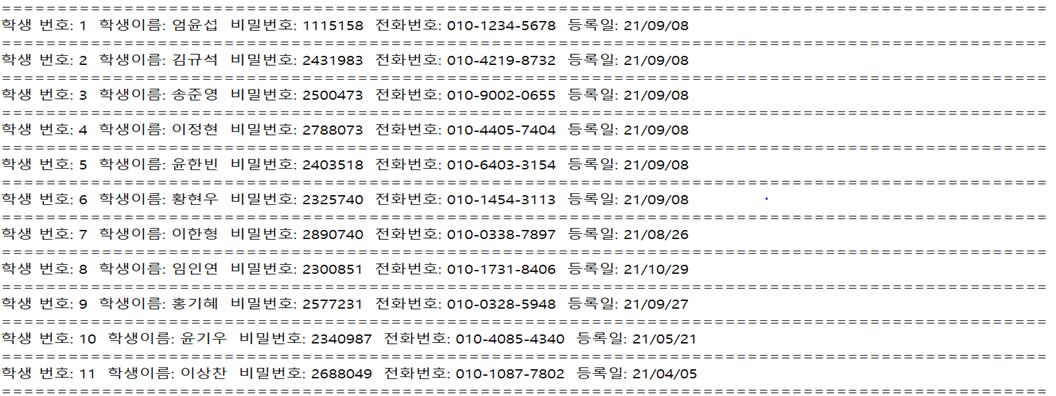 ================================================================================
학생 번호: 1 학생이름: 엄윤섭 비밀번호: 1115158 전화번호: 010-1234-5678 등록일: 21/09/08
================================================================================
학생 번호: 2 학생이름: 김규석 비밀번호: 2431983 전화번호: 010-4219-8732 등록일: 21/09/08
================================================================================
학생 번호: 3 학생이름: 송준영 비밀번호: 2500473 전화번호: 010-9002-0655 등록일: 21/09/08
================================================================================
학생 번호: 4 학생이름: 이정현 비밀번호: 2788073 전화번호: 010-4405-7404 등록일: 21/09/08
================================================================================
학생 번호: 5 학생이름: 윤한빈 비밀번호: 2403518 전화번호: 010-6403-3154 등록일: 21/09/08
================================================================================
학생 번호: 6 학생이름: 황현우 비밀번호: 2325740 전화번호: 010-1454-3113 등록일: 21/09/08
================================================================================
학생 번호: 7 학생이름: 이한형 비밀번호: 2890740 전화번호: 010-0338-7897 등록일: 21/08/26
================================================================================
학생 번호: 8 학생이름: 임인연 비밀번호: 2300851 전화번호: 010-1731-8406 등록일: 21/10/29
================================================================================
학생 번호: 9 학생이름: 홍기혜 비밀번호: 2577231 전화번호: 010-0328-5948 등록일: 21/09/27
================================================================================
학생 번호: 10 학생이름: 윤기우 비밀번호: 2340987 전화번호: 010-4085-4340 등록일: 21/05/21
================================================================================
학생 번호: 11 학생이름: 이상찬 비밀번호: 2688049 전화번호: 010-1087-7802 등록일: 21/04/05
================================================================================